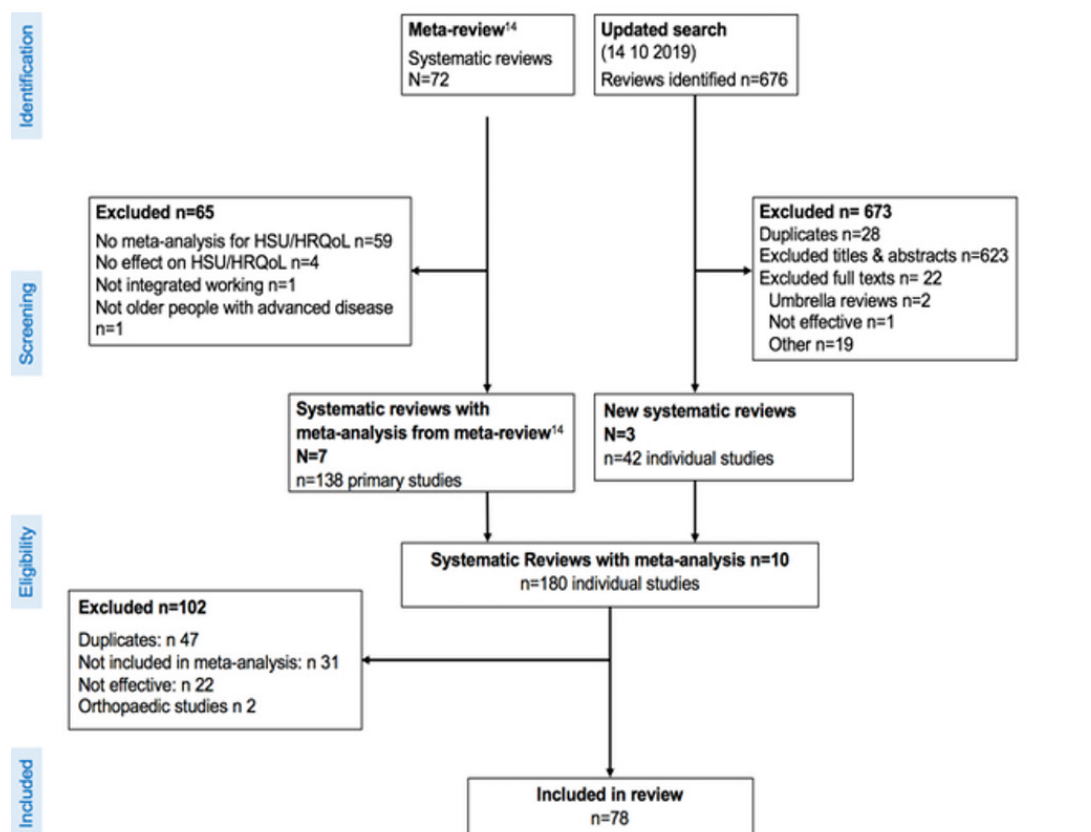 Identification
Meta-review14
Systematic reviews
N=72
Updated search
(14 10 2019)
Reviews identified n=676
Screening
Excluded n=65
No meta-analysis for HSU/HRQoL n=59
No effect on HSU/HRQoL n=4
Not integrated working n=1
Not older people with advanced disease
n=1
Excluded n= 673
Duplicates n=28
Excluded titles & abstracts n=623
Excluded full texts n= 22
Umbrella reviews n=2
Not effective n=1
Other n=19
Systematic reviews with
meta-analysis from meta-review14
N=7
n=138 primary studies
New systematic reviews
N=3
n=42 individual studies
Eligibility
Systematic Reviews with meta-analysis n=10
n=180 individual studies
Excluded n=102
Duplicates: n 47
Not included in meta-analysis: n 31
Not effective: n 22
Orthopaedic studies n 2
Included
Included in review
n=78